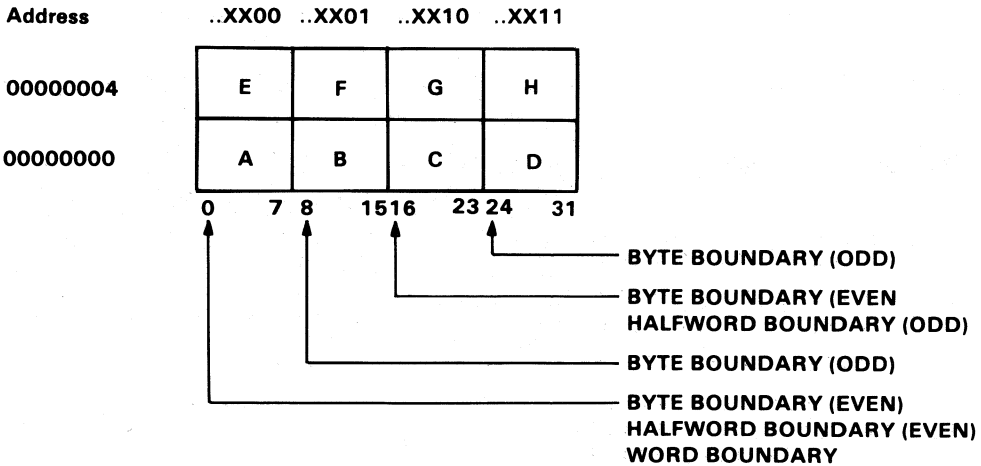 Address ..XX00 ..XX01 ..XX10 ..XX11
00000004 E F G H
00000000 A B C D
0 7 8 15 16 23 24 31
BYTE BOUNDARY (ODD)
BYTE BOUNDARY (EVEN
HALFWORD BOUNDARY (ODD)
BYTE BOUNDARY (ODD)
BYTE BOUNDARY (EVEN)
HALFWORD BOUNDARY (EVEN)
WORD BOUNDARY